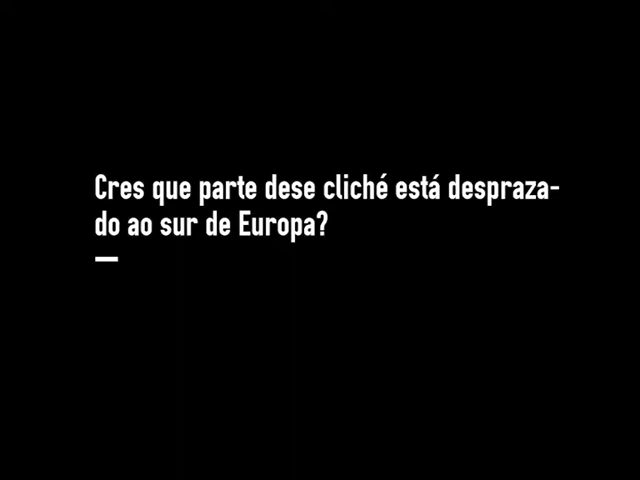 Cres que parte dese cliché está despraza-
do ao sur de Europa?